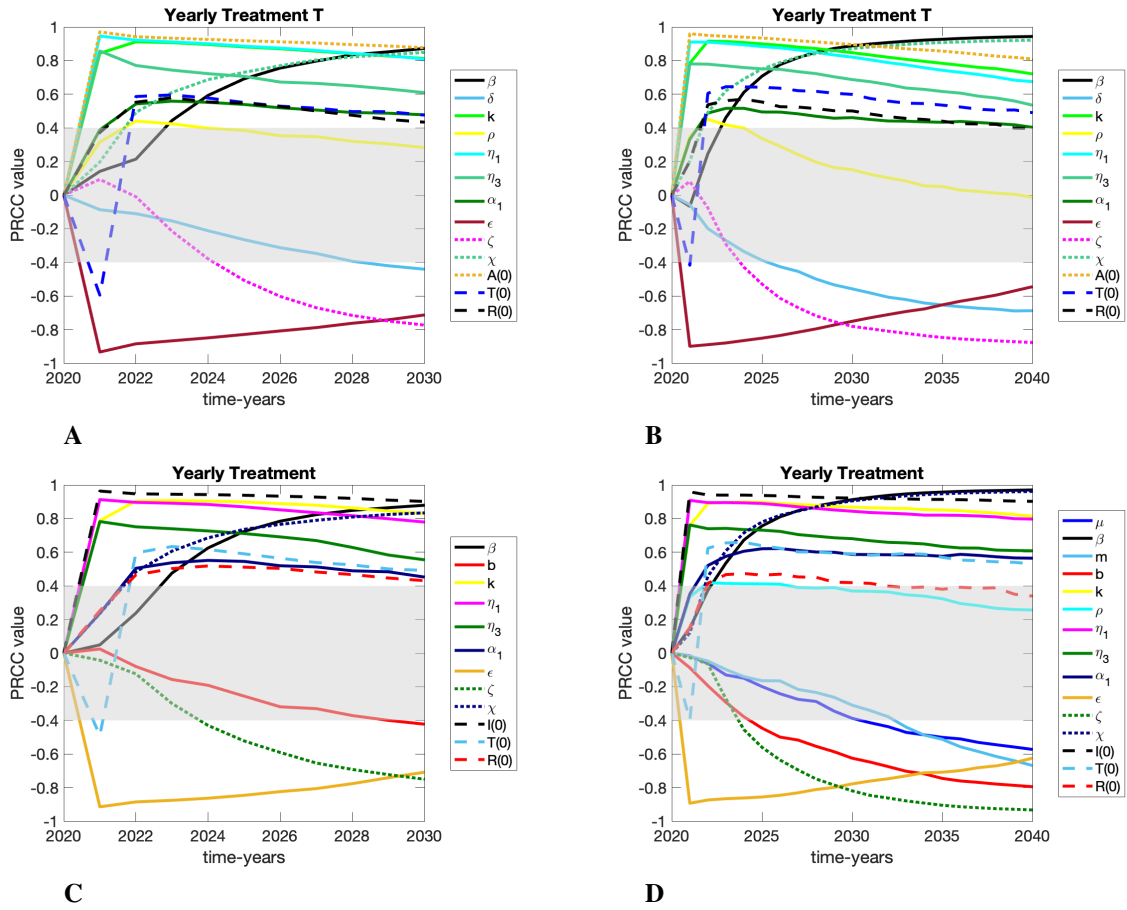 Yearly Treatment T
1
0.8
0.6
0.4
0.2
0
-0.2
-0.4
-0.6
-0.8
-1
PRCC value
2020 2022 2024 2026 2028 2030
time-years
β
δ
k
ρ
η1
η3
α1
ϵ
ζ
χ
A(0)
T(0)
R(0)
A
Yearly Treatment T
1
0.8
0.6
0.4
0.2
0
-0.2
-0.4
-0.6
-0.8
-1
PRCC value
2020 2025 2030 2035 2040
time-years
β
δ
k
ρ
η1
η3
α1
ϵ
ζ
χ
A(0)
T(0)
R(0)
B
Yearly Treatment
1
0.8
0.6
0.4
0.2
0
-0.2
-0.4
-0.6
-0.8
-1
PRCC value
2020 2022 2024 2026 2028 2030
time-years
β
b
k
η1
η3
α1
ϵ
ζ
χ
I(0)
T(0)
R(0)
C
Yearly Treatment
1
0.8
0.6
0.4
0.2
0
-0.2
-0.4
-0.6
-0.8
-1
PRCC value
2020 2025 2030 2035 2040
time-years
μ
β
m
b
k
ρ
η1
η3
α1
ϵ
ζ
χ
I(0)
T(0)
R(0)
D